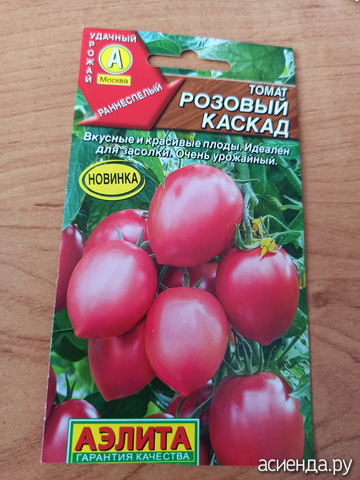 УДАЧНЫЙ
УРОЖАЙ
А
Москва
РАННЕСПЕЛЫЙ
ТОМАТ
РОЗОВЫЙ
КАСКАД
Вкусные и красивые плоды. Идеален
для засолки. Очень урожайный.
НОВИНКА
АЭЛИТА
ГАРАНТИЯ КАЧЕСТВА
асиенда.ру